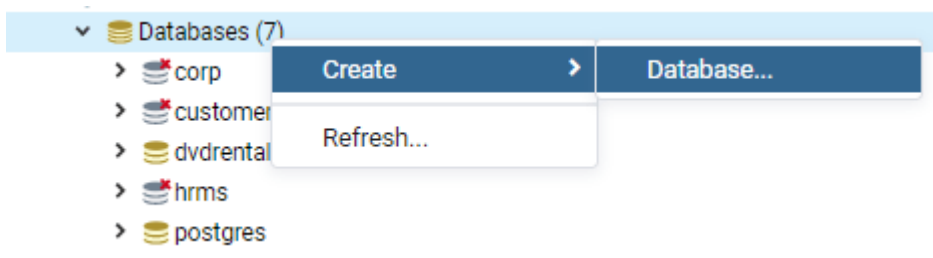 Databases (7)
corp
Create
Database...
customer
Refresh...
dvdrental
hrms
postgres